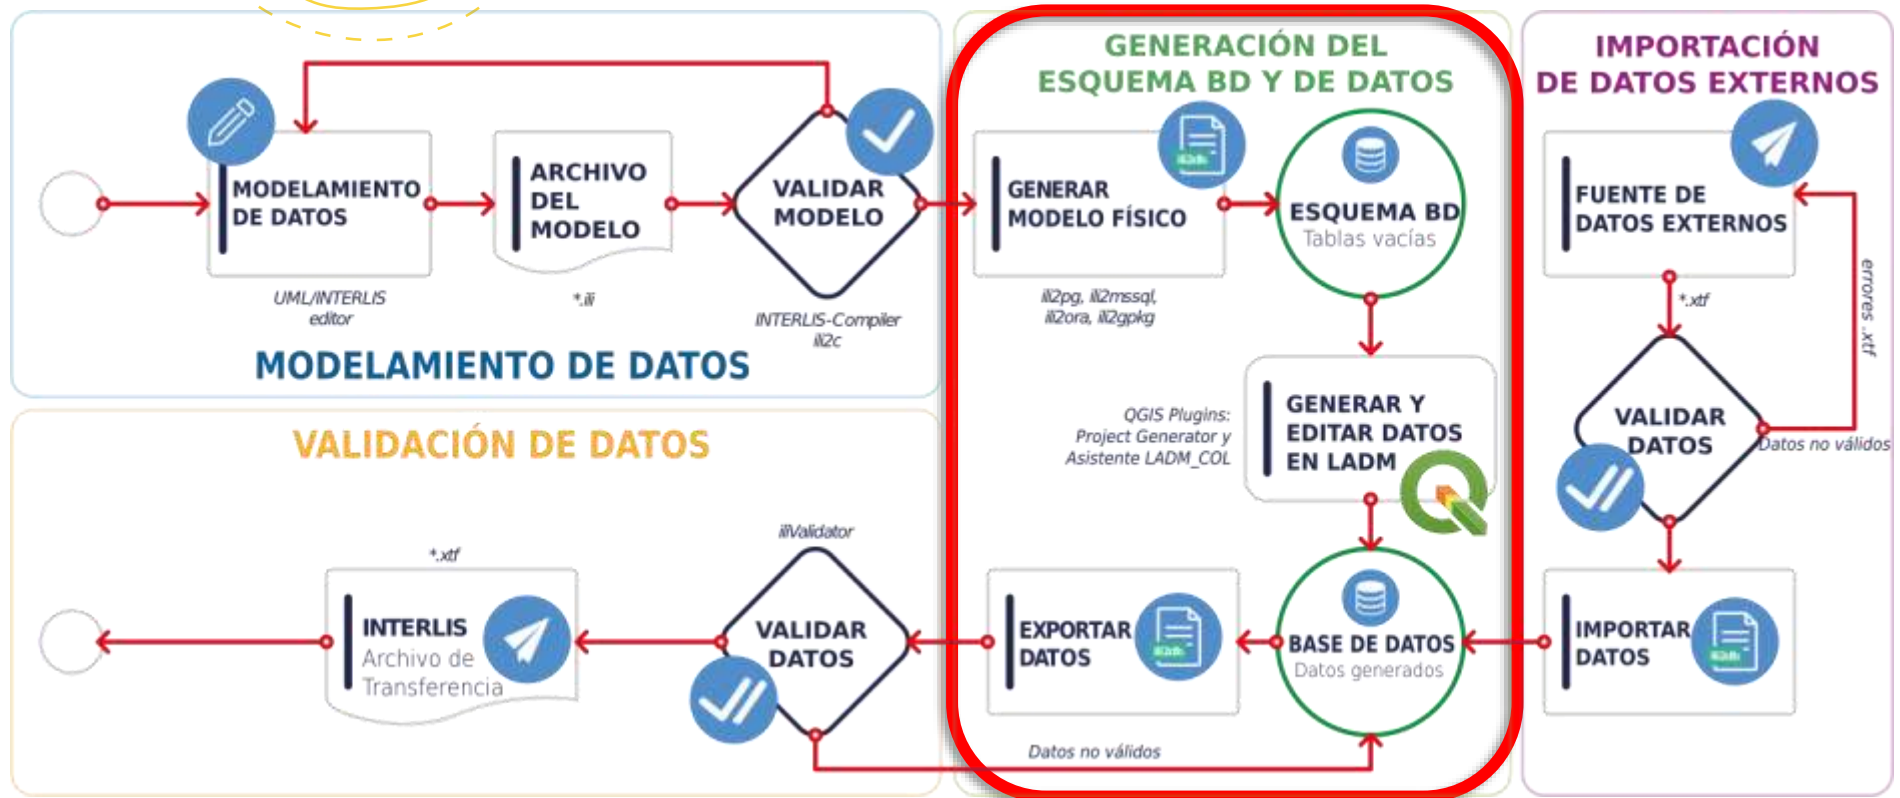 MODELAMIENTO
DE DATOS
UML/INTERLIS
editor
ARCHIVO
DEL
MODELO
*.ili
VALIDAR
MODELO
INTERLIS-Compiler
ili2c
MODELAMIENTO DE DATOS
GENERACIÓN DEL
ESQUEMA BD Y DE DATOS
GENERAR
MODELO FÍSICO
ili2db
ili2pg, ili2mssql,
ili2ora, ili2gpkg
ESQUEMA BD
Tablas vacías
QGIS Plugins:
Project Generator y
Asistente LADM_COL
GENERAR Y
EDITAR DATOS
EN LADM
BASE DE DATOS
Datos generados
EXPORTAR
DATOS
ili2db
Datos no válidos
IMPORTACIÓN
DE DATOS EXTERNOS
FUENTE DE
DATOS EXTERNOS
*.xtf
errores .xtf
VALIDAR
DATOS
Datos no válidos
IMPORTAR
DATOS
ili2db
VALIDACIÓN DE DATOS
iliValidator
VALIDAR
DATOS
*.xtf
INTERLIS
Archivo de
Transferencia